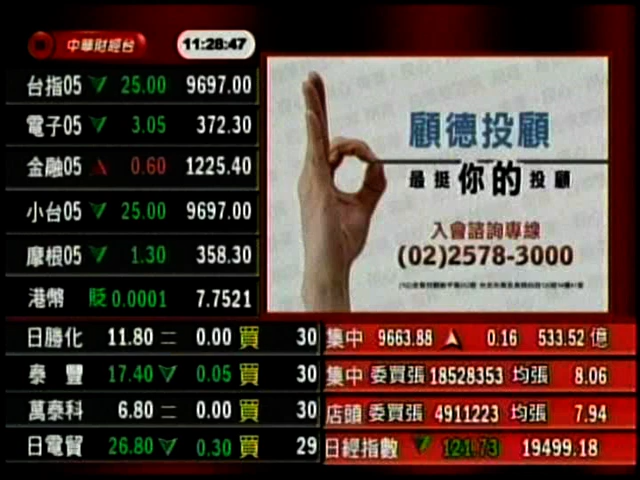 中華財經台 11:28:47
台指05 25.00 9697.00
電子05 3.05 372.30
金融05 0.60 1225.40
小台05 25.00 9697.00
摩根05 1.30 358.30
港幣 貶 0.0001 7.7521
顧德投顧
最挺 你的 投顧
入會諮詢專線
(02)2578-3000
日勝化 11.80 二 0.00 買 30
泰豐 17.40 0.05 買 30
萬泰科 6.80 二 0.00 買 30
日電貿 26.80 0.30 買 29
集中 9663.88 0.16 533.52 億
集中 委買張 18528353 均張 8.06
店頭 委買張 4911223 均張 7.94
日經指數 121.73 19499.18